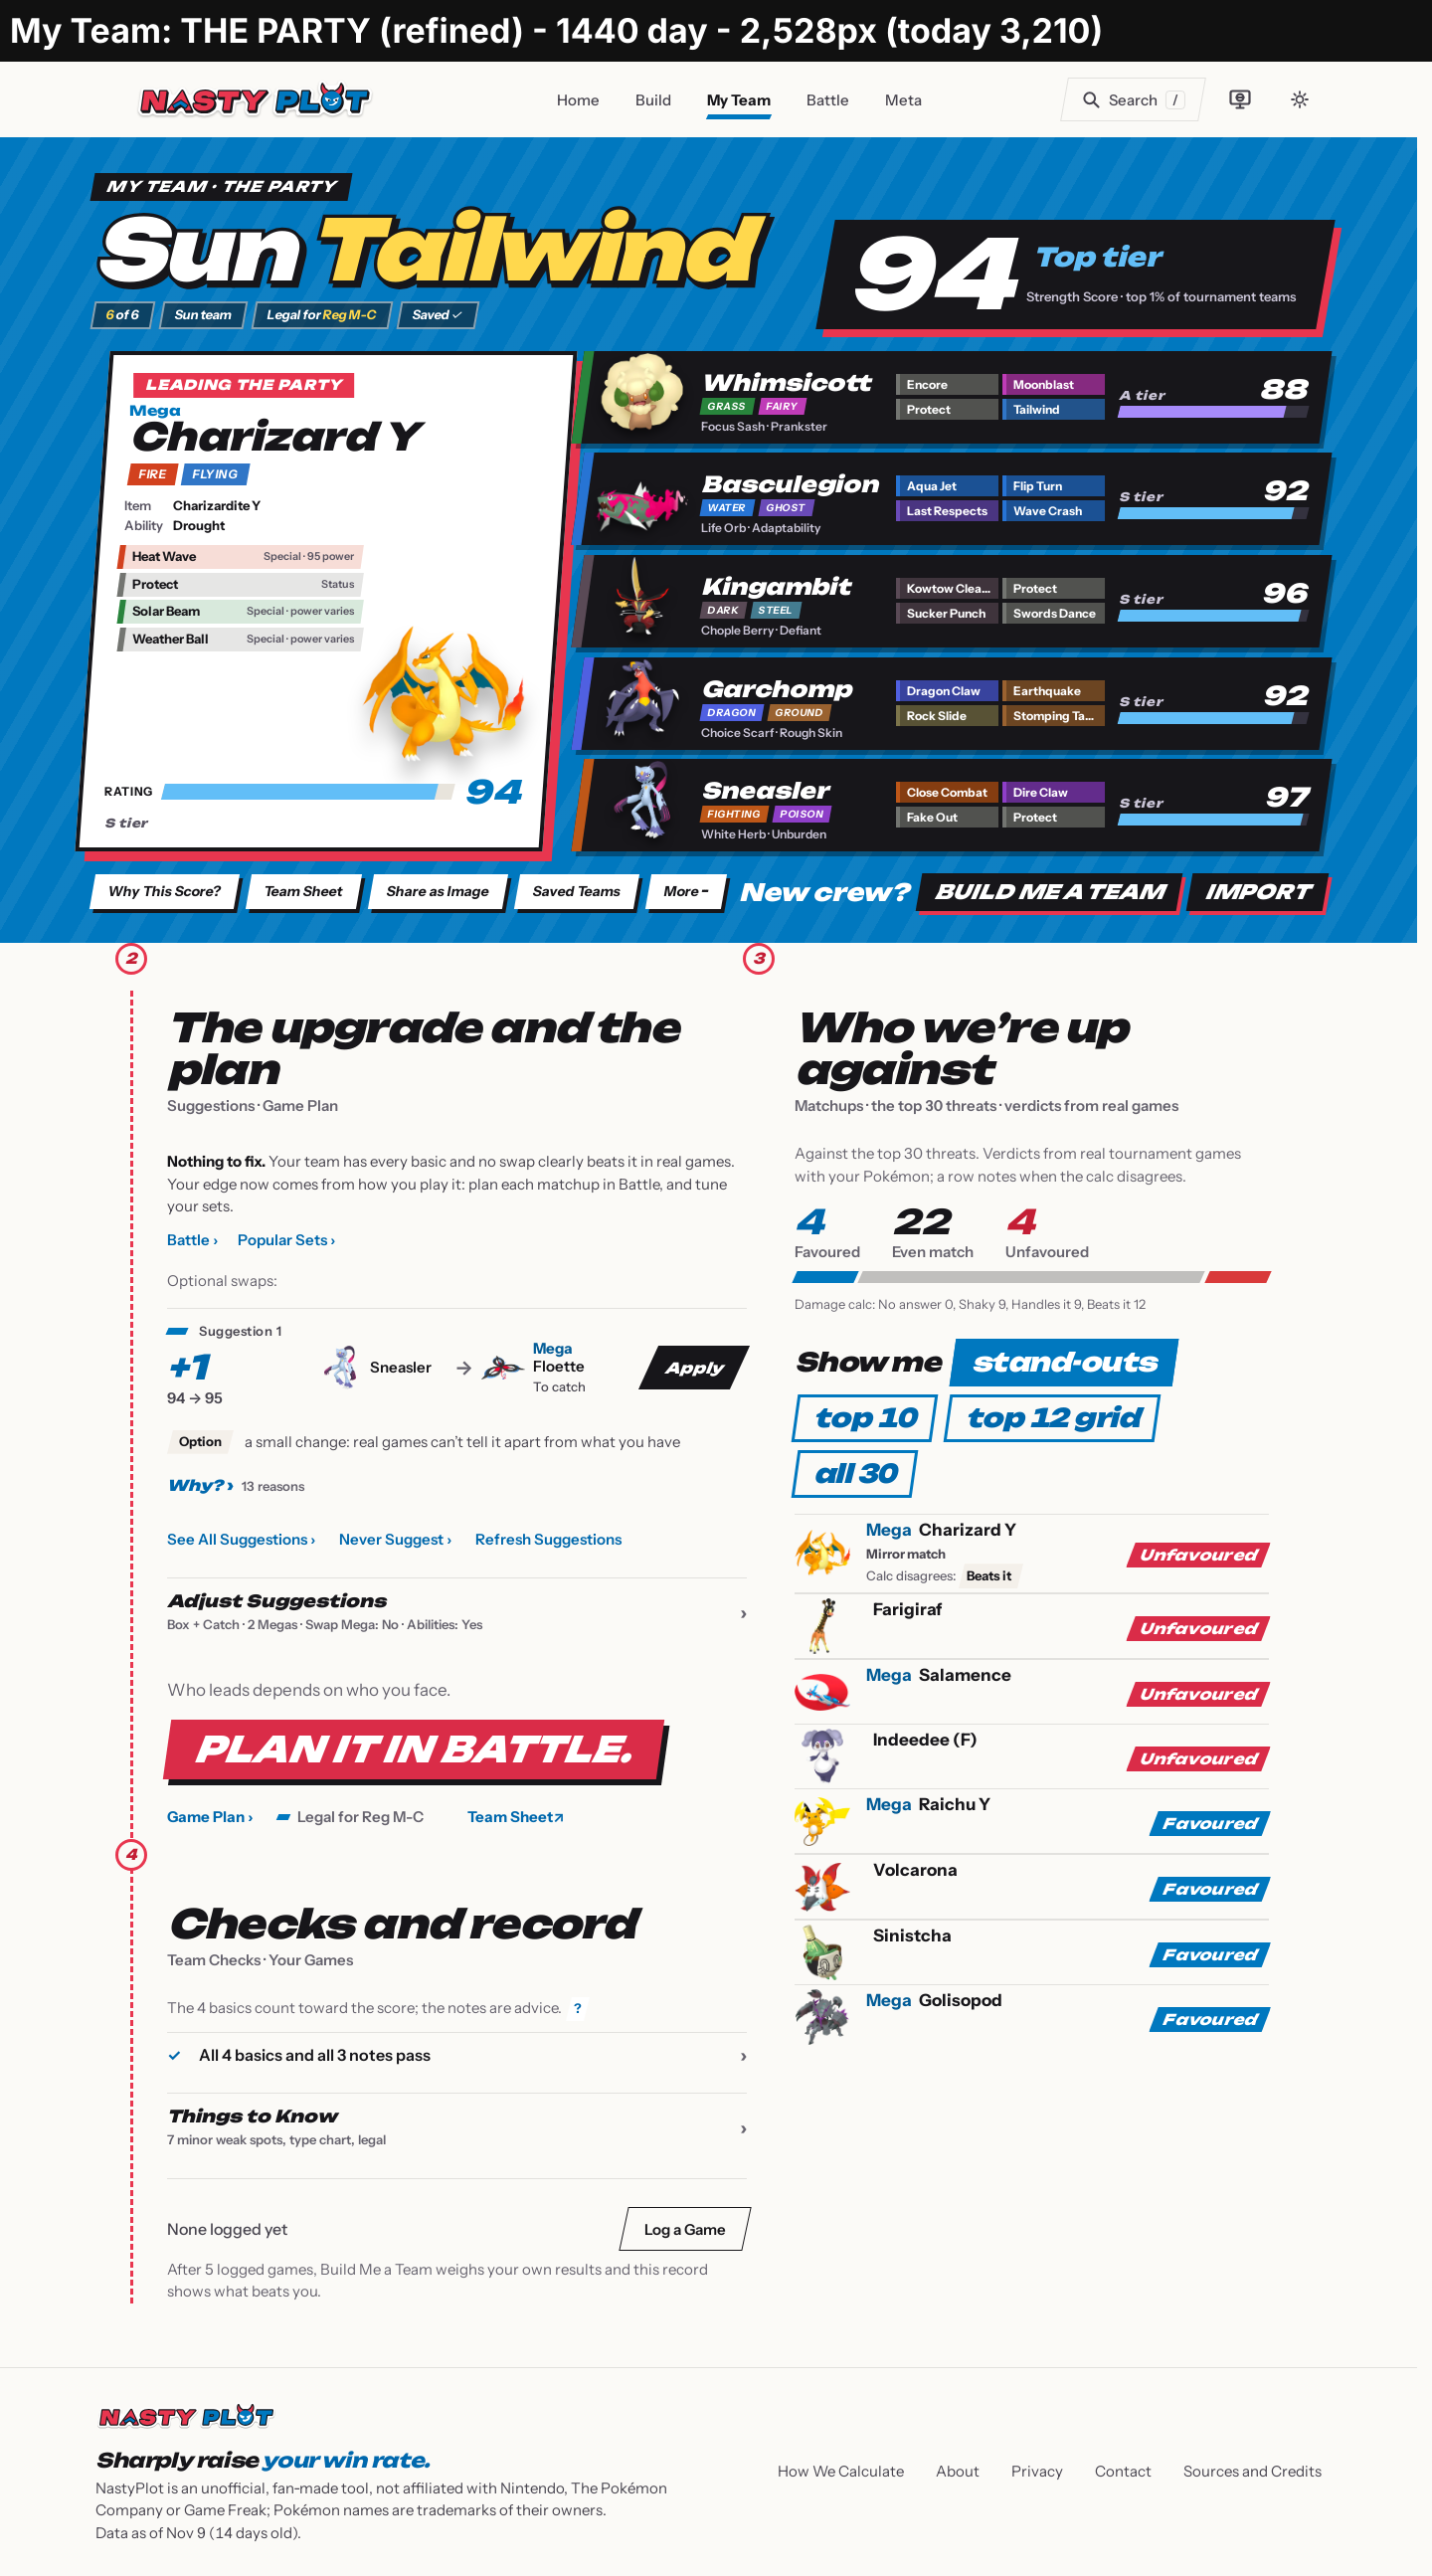 My Team: THE PARTY (refined) - 1440 day - 2,528px (today 3,210)
NASTY PLOT
Home Build My Team Battle Meta
Search /
MY TEAM · THE PARTY
Sun Tailwind
6 of 6 Sun team Legal for Reg M-C Saved ✓
94 Top tier
Strength Score · top 1% of tournament teams
LEADING THE PARTY
Mega
Charizard Y
FIRE FLYING
Item Charizardite Y
Ability Drought
Heat Wave Special · 95 power
Protect Status
Solar Beam Special · power varies
Weather Ball Special · power varies
RATING 94
S tier
Whimsicott
GRASS FAIRY
Focus Sash · Prankster
Encore Moonblast
Protect Tailwind
A tier 88
Basculegion
WATER GHOST
Life Orb · Adaptability
Aqua Jet Flip Turn
Last Respects Wave Crash
S tier 92
Kingambit
DARK STEEL
Chople Berry · Defiant
Kowtow Clea... Protect
Sucker Punch Swords Dance
S tier 96
Garchomp
DRAGON GROUND
Choice Scarf · Rough Skin
Dragon Claw Earthquake
Rock Slide Stomping Ta...
S tier 92
Sneasler
FIGHTING POISON
White Herb · Unburden
Close Combat Dire Claw
Fake Out Protect
S tier 97
Why This Score? Team Sheet Share as Image Saved Teams More New crew? BUILD ME A TEAM IMPORT
2
The upgrade and the
plan
Suggestions · Game Plan
Nothing to fix. Your team has every basic and no swap clearly beats it in real games.
Your edge now comes from how you play it: plan each matchup in Battle, and tune
your sets.
Battle › Popular Sets ›
Optional swaps:
Suggestion 1
+1
94 → 95
Sneasler →
Mega
Floette
To catch
Apply
Option a small change: real games can't tell it apart from what you have
Why? › 13 reasons
See All Suggestions › Never Suggest › Refresh Suggestions
Adjust Suggestions ›
Box + Catch · 2 Megas · Swap Mega: No · Abilities: Yes
Who leads depends on who you face.
PLAN IT IN BATTLE.
Game Plan › Legal for Reg M-C Team Sheet↗
3
Who we’re up
against
Matchups · the top 30 threats · verdicts from real games
Against the top 30 threats. Verdicts from real tournament games
with your Pokémon; a row notes when the calc disagrees.
4 22 4
Favoured Even match Unfavoured
Damage calc: No answer 0, Shaky 9, Handles it 9, Beats it 12
Show me stand-outs
top 10 top 12 grid
all 30
Mega Charizard Y
Mirror match
Calc disagrees: Beats it
Unfavoured
Farigiraf Unfavoured
Mega Salamence Unfavoured
Indeedee (F) Unfavoured
Mega Raichu Y Favoured
Volcarona Favoured
Sinistcha Favoured
Mega Golisopod Favoured
4
Checks and record
Team Checks · Your Games
The 4 basics count toward the score; the notes are advice. ?
✓ All 4 basics and all 3 notes pass ›
Things to Know ›
7 minor weak spots, type chart, legal
None logged yet Log a Game
After 5 logged games, Build Me a Team weighs your own results and this record
shows what beats you.
NASTY PLOT
Sharply raise your win rate.
NastyPlot is an unofficial, fan-made tool, not affiliated with Nintendo, The Pokémon
Company or Game Freak; Pokémon names are trademarks of their owners.
Data as of Nov 9 (14 days old).
How We Calculate About Privacy Contact Sources and Credits